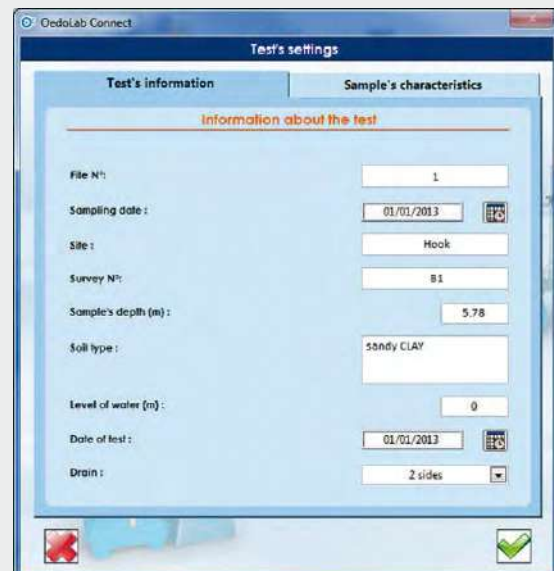 OedoLab Connect
Test's settings
Test's information
Sample's characteristics
Information about the test
File N°: 1
Sampling date : 01/01/2013
Site : Hook
Survey N°: B1
Sample's depth (m) : 5.78
Soil type : sandy CLAY
Level of water (m) : 0
Date of test : 01/01/2013
Drain : 2 sides